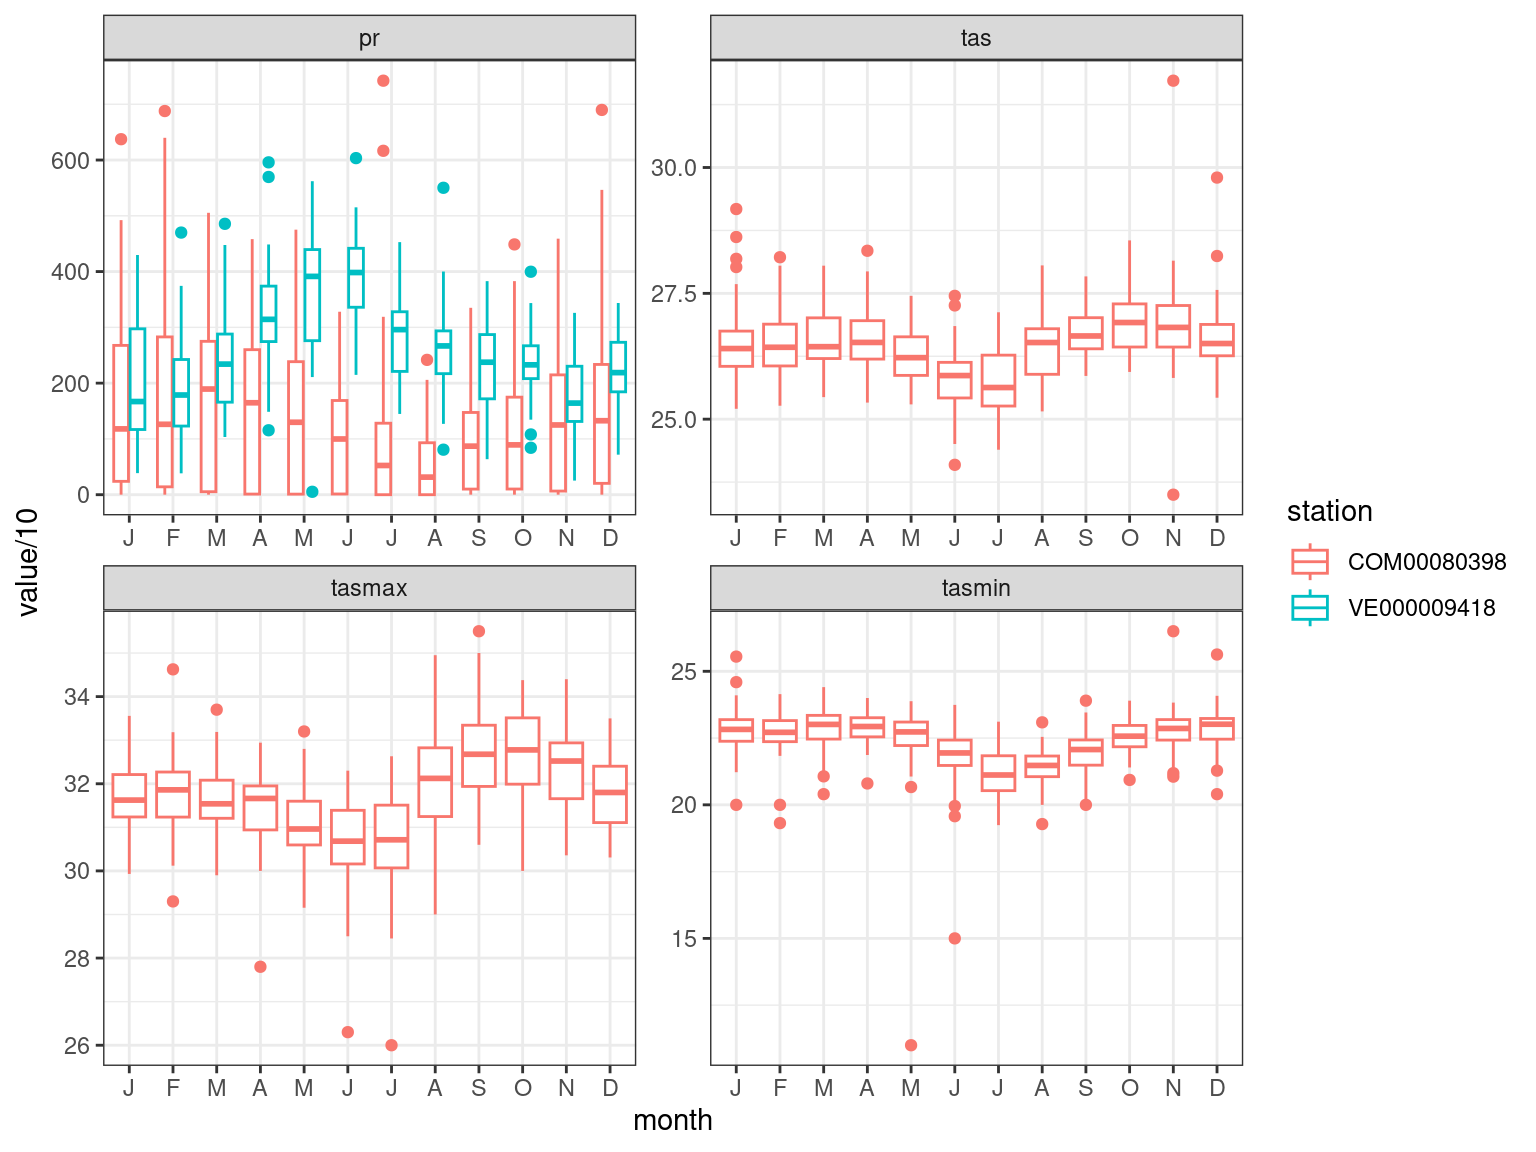 pr
tas
600
400
200
0
30.0
27.5
25.0
J F M A M J J A S O N D
J F M A M J J A S O N D
tasmax
tasmin
34
32
30
28
26
25
20
15
J F M A M J J A S O N D
J F M A M J J A S O N D
month
value/10
station
COM00080398
VE000009418